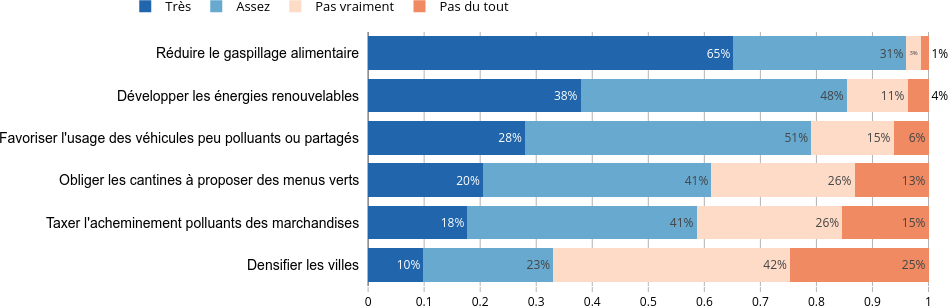 Très Assez Pas vraiment Pas du tout
Réduire le gaspillage alimentaire 65% 31% 3% 1%
Développer les énergies renouvelables 38% 48% 11% 4%
Favoriser l'usage des véhicules peu polluants ou partagés 28% 51% 15% 6%
Obliger les cantines à proposer des menus verts 20% 41% 26% 13%
Taxer l'acheminement polluants des marchandises 18% 41% 26% 15%
Densifier les villes 10% 23% 42% 25%
0 0.1 0.2 0.3 0.4 0.5 0.6 0.7 0.8 0.9 1